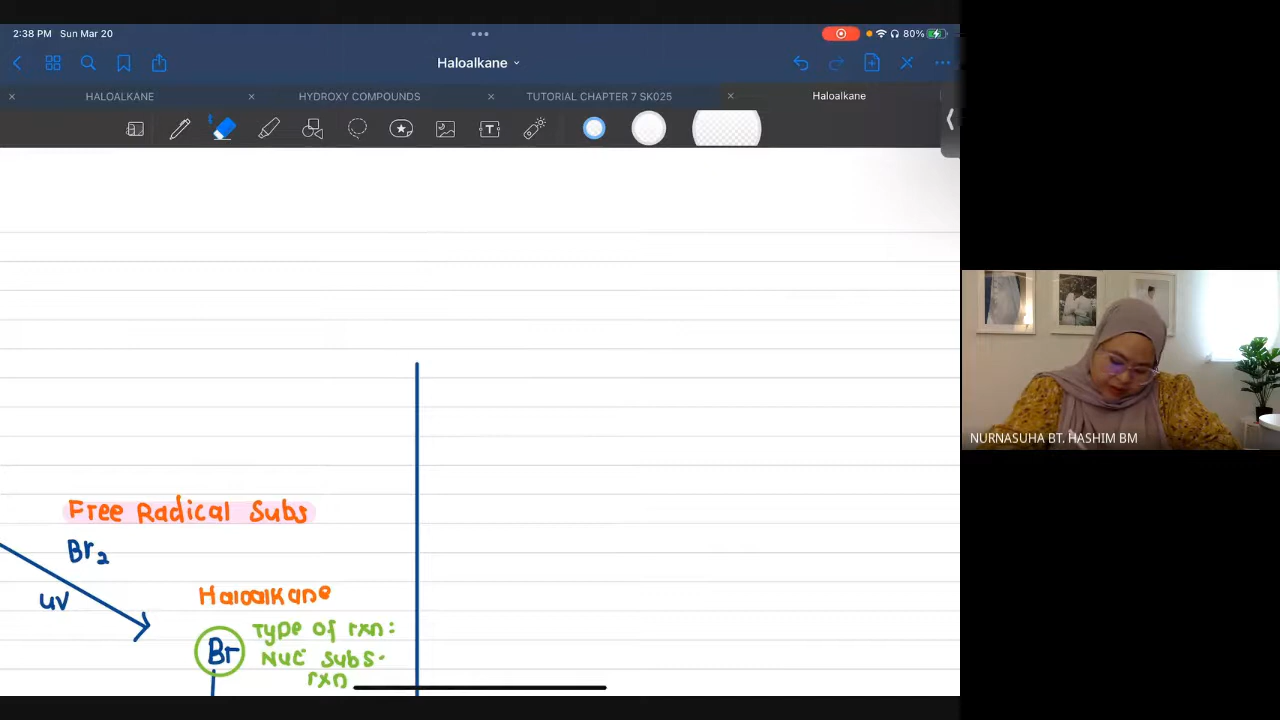 2:38 PM Sun Mar 20
80%
Haloalkane
HALOALKANE
HYDROXY COMPOUNDS
TUTORIAL CHAPTER 7 SK025
Haloalkane
Free Radical Subs
Br2
uv
Haloalkane
Type of rxn:
Br
Nuc subs.
rxn
NURNASUHA BT. HASHIM BM